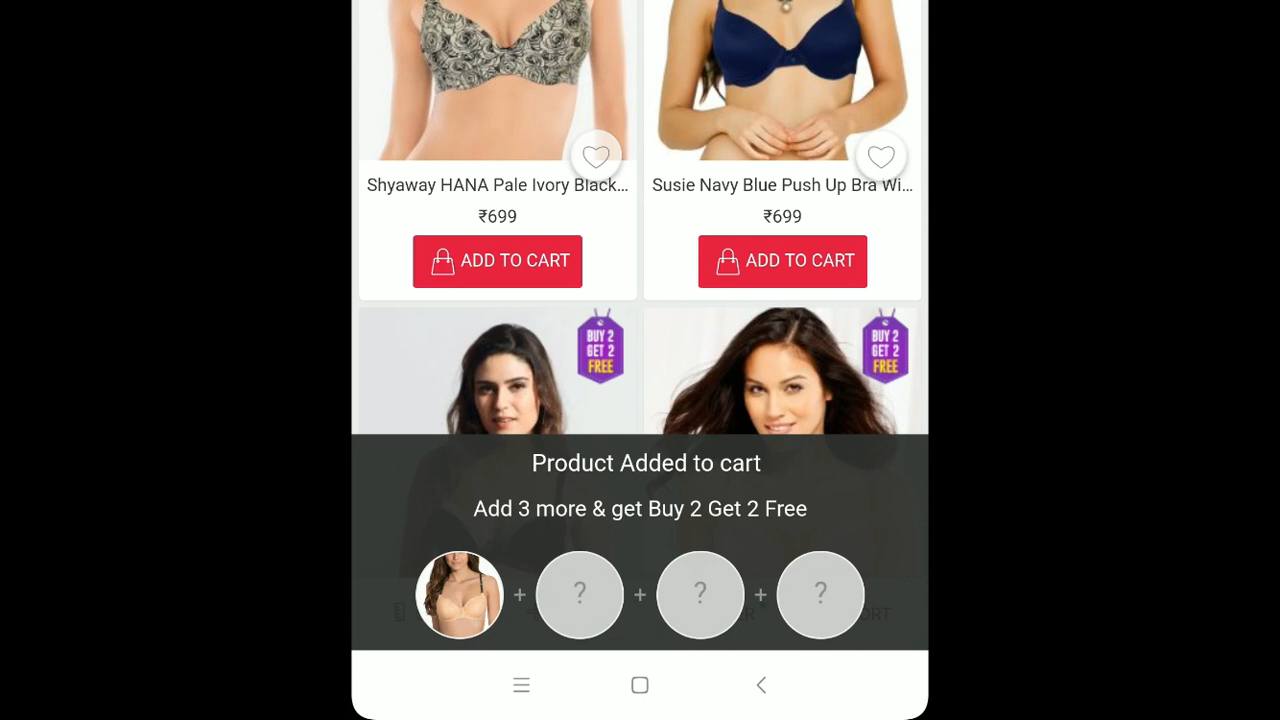 Shyaway HANA Pale Ivory Black...
Susie Navy Blue Push Up Bra Wi...
₹699
₹699
ADD TO CART
ADD TO CART
BUY 2
GET 2
FREE
BUY 2
GET 2
FREE
Product Added to cart
Add 3 more & get Buy 2 Get 2 Free
+ ? + ? + ?